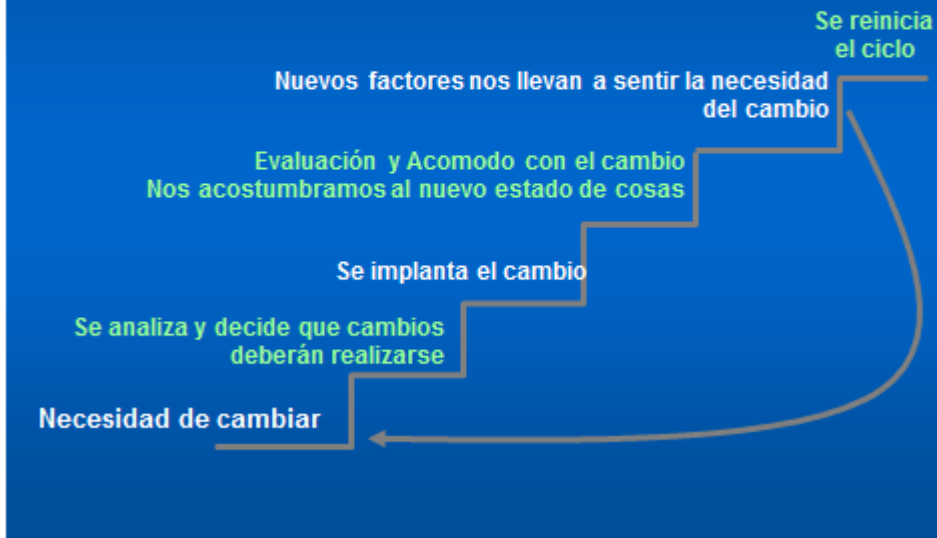 Se reinicia
el ciclo
Nuevos factores nos llevan a sentir la necesidad
del cambio
Evaluación y Acomodo con el cambio
Nos acostumbramos al nuevo estado de cosas
Se implanta el cambio
Se analiza y decide que cambios
deberán realizarse
Necesidad de cambiar